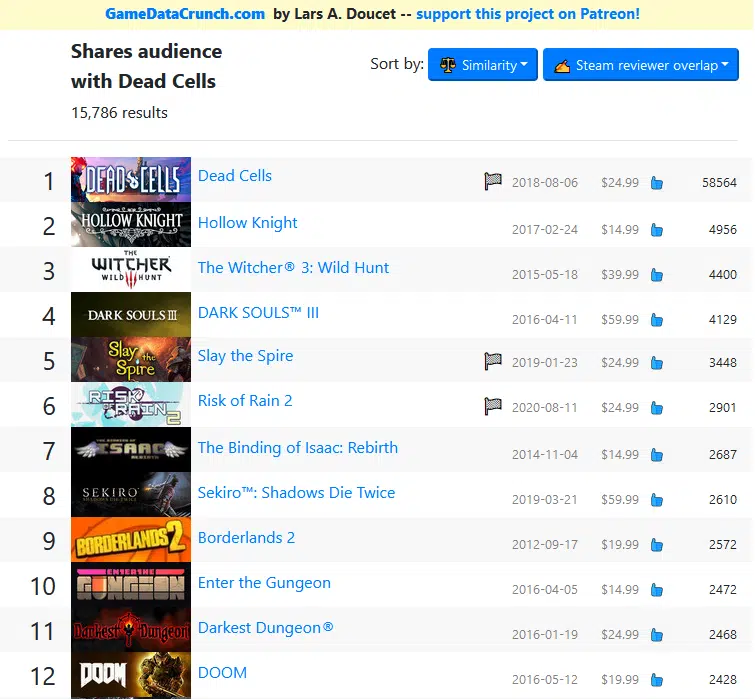 GameDataCrunch.com by Lars A. Doucet -- support this project on Patreon!
Shares audience
with Dead Cells
15,786 results
Sort by: Similarity Steam reviewer overlap
1 DEAD CELLS Dead Cells 2018-08-06 $24.99 58564
2 HOLLOW KNIGHT Hollow Knight 2017-02-24 $14.99 4956
3 THE WITCHER WILD HUNT The Witcher® 3: Wild Hunt 2015-05-18 $39.99 4400
4 DARK SOULS III DARK SOULS™ III 2016-04-11 $59.99 4129
5 Slay the Spire Slay the Spire 2019-01-23 $24.99 3448
6 RISK OF RAIN 2 Risk of Rain 2 2020-08-11 $24.99 2901
7 THE BINDING OF ISAAC REBIRTH The Binding of Isaac: Rebirth 2014-11-04 $14.99 2687
8 SEKIRO SHADOWS DIE TWICE Sekiro™: Shadows Die Twice 2019-03-21 $59.99 2610
9 BORDERLANDS 2 Borderlands 2 2012-09-17 $19.99 2572
10 ENTER THE GUNGEON Enter the Gungeon 2016-04-05 $14.99 2472
11 Darkest Dungeon Darkest Dungeon® 2016-01-19 $24.99 2468
12 DOOM DOOM 2016-05-12 $19.99 2428